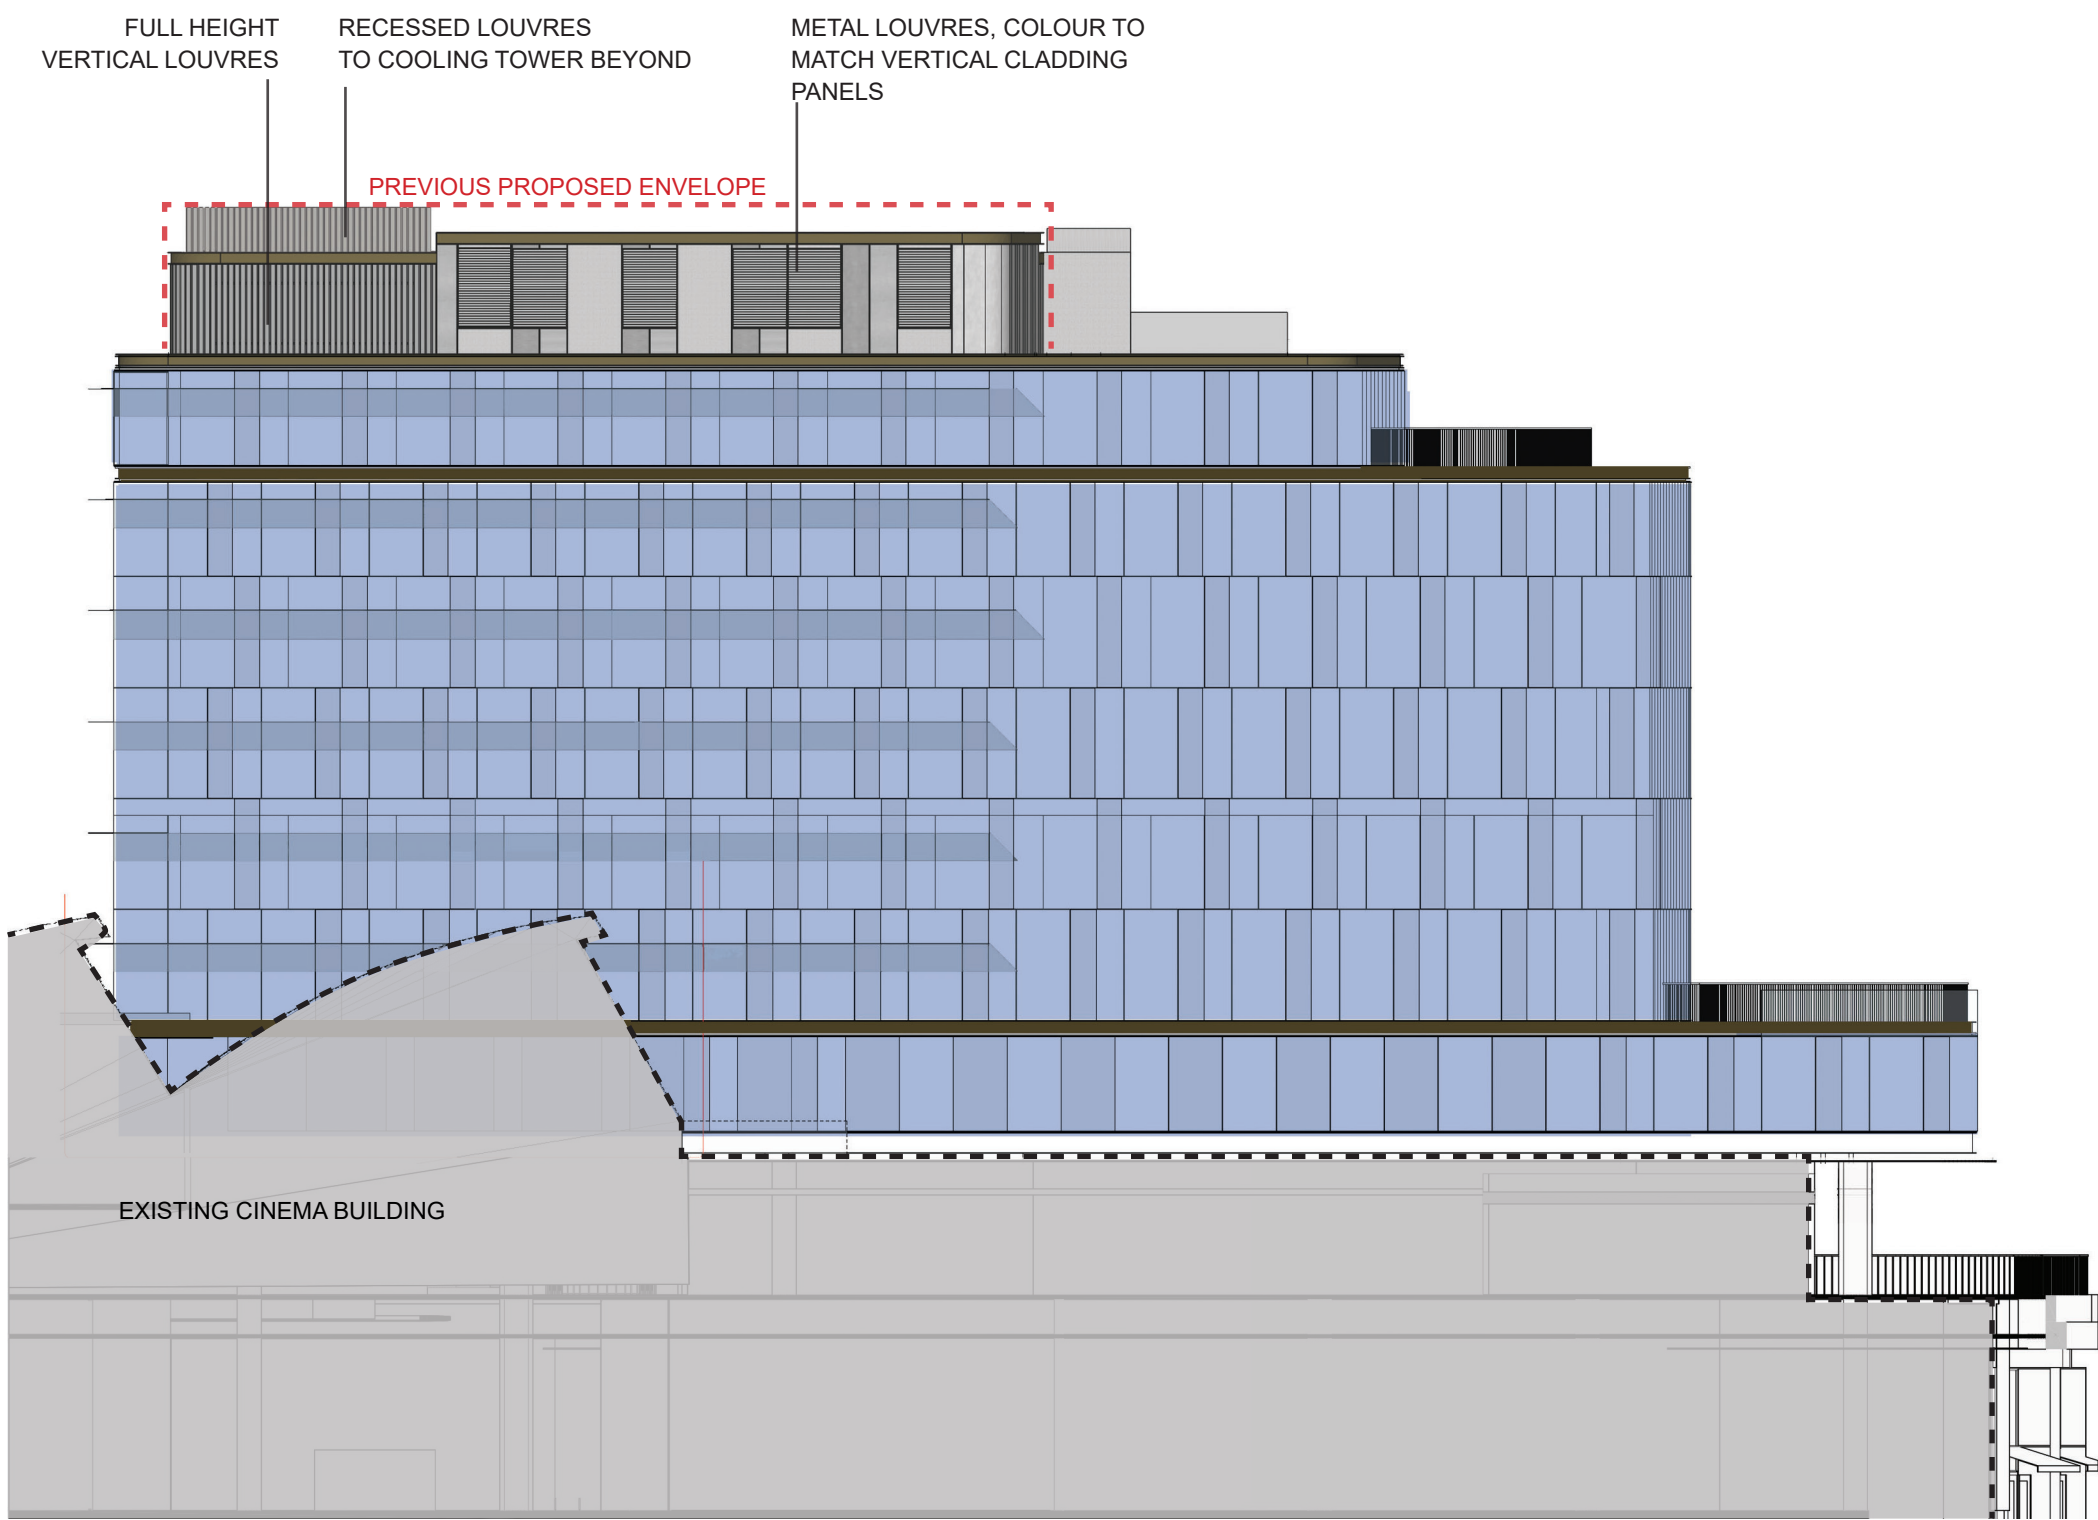 FULL HEIGHT
VERTICAL LOUVRES
RECESSED LOUVRES
TO COOLING TOWER BEYOND
METAL LOUVRES, COLOUR TO
MATCH VERTICAL CLADDING
PANELS
PREVIOUS PROPOSED ENVELOPE
EXISTING CINEMA BUILDING